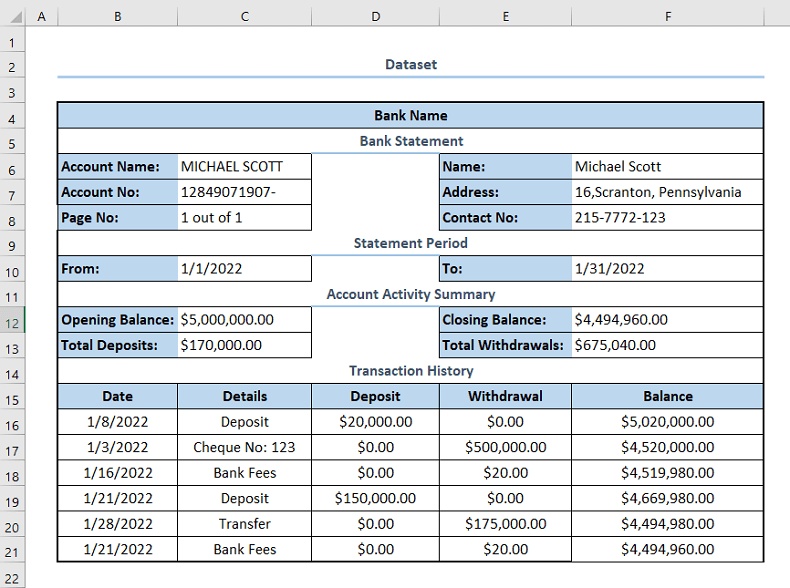 A B C D E F
1
2 Dataset
3
4 Bank Name
5 Bank Statement
6 Account Name: MICHAEL SCOTT Name: Michael Scott
7 Account No: 12849071907- Address: 16,Scranton, Pennsylvania
8 Page No: 1 out of 1 Contact No: 215-7772-123
9 Statement Period
10 From: 1/1/2022 To: 1/31/2022
11 Account Activity Summary
12 Opening Balance: $5,000,000.00 Closing Balance: $4,494,960.00
13 Total Deposits: $170,000.00 Total Withdrawals: $675,040.00
14 Transaction History
15 Date Details Deposit Withdrawal Balance
16 1/8/2022 Deposit $20,000.00 $0.00 $5,020,000.00
17 1/3/2022 Cheque No: 123 $0.00 $500,000.00 $4,520,000.00
18 1/16/2022 Bank Fees $0.00 $20.00 $4,519,980.00
19 1/21/2022 Deposit $150,000.00 $0.00 $4,669,980.00
20 1/28/2022 Transfer $0.00 $175,000.00 $4,494,980.00
21 1/21/2022 Bank Fees $0.00 $20.00 $4,494,960.00
22